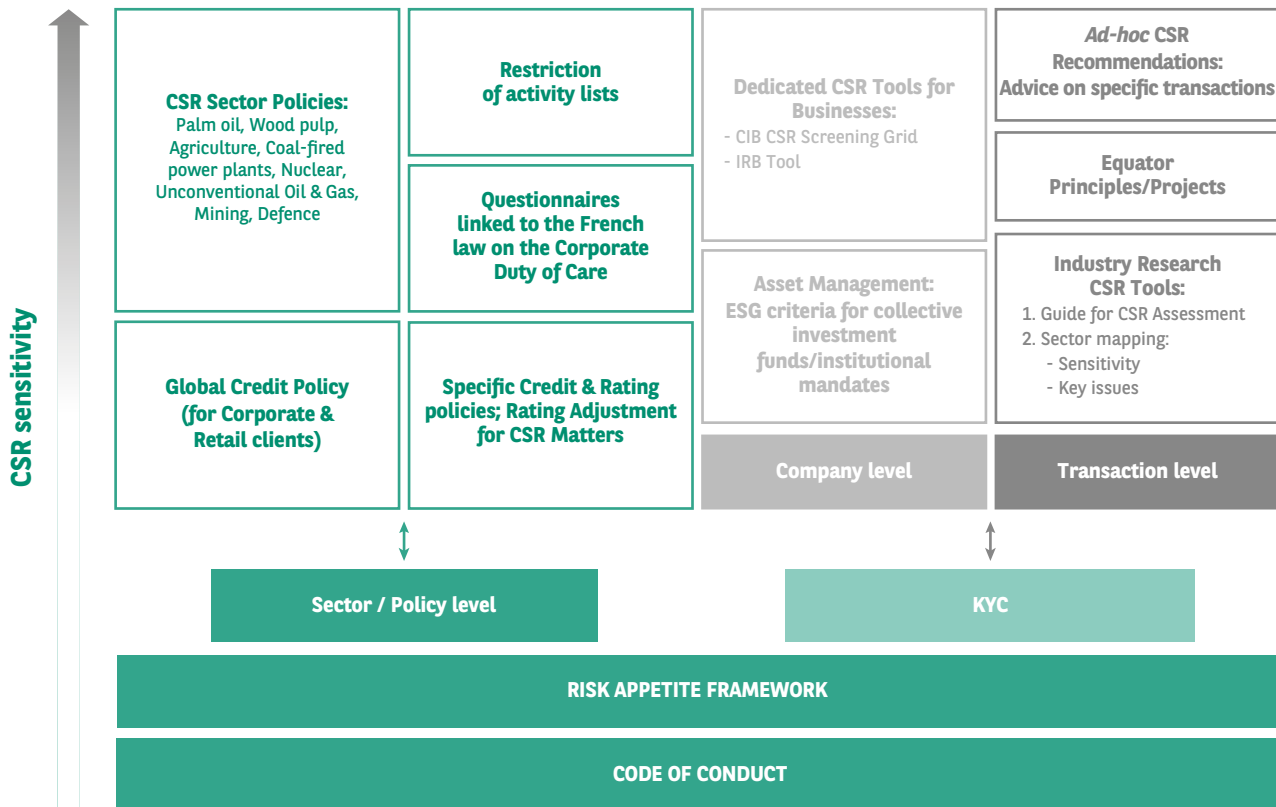 CSR sensitivity
CSR Sector Policies:
Palm oil, Wood pulp,
Agriculture, Coal-fired
power plants, Nuclear,
Unconventional Oil & Gas,
Mining, Defence
Global Credit Policy
(for Corporate &
Retail clients)
Restriction
of activity lists
Questionnaires
linked to the French
law on the Corporate
Duty of Care
Specific Credit & Rating
policies; Rating Adjustment
for CSR Matters
Dedicated CSR Tools for
Businesses:
- CIB CSR Screening Grid
- IRB Tool
Asset Management:
ESG criteria for collective
investment
funds/institutional
mandates
Company level
Ad-hoc CSR
Recommendations:
Advice on specific transactions
Equator
Principles/Projects
Industry Research
CSR Tools:
1. Guide for CSR Assessment
2. Sector mapping:
- Sensitivity
- Key issues
Transaction level
Sector / Policy level
KYC
RISK APPETITE FRAMEWORK
CODE OF CONDUCT